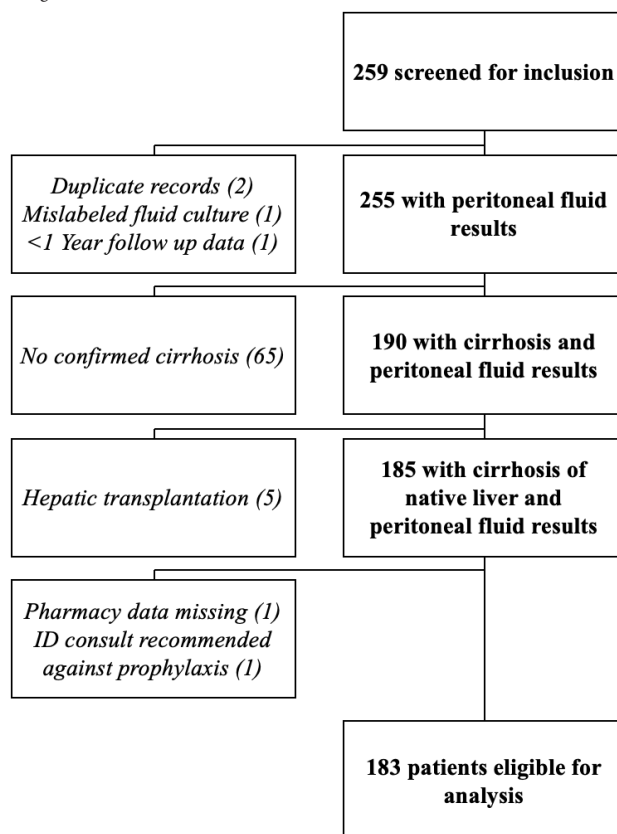 259 screened for inclusion
Duplicate records (2)
Mislabeled fluid culture (1)
<1 Year follow up data (1)
255 with peritoneal fluid
results
No confirmed cirrhosis (65)
190 with cirrhosis and
peritoneal fluid results
Hepatic transplantation (5)
185 with cirrhosis of
native liver and
peritoneal fluid results
Pharmacy data missing (1)
ID consult recommended
against prophylaxis (1)
183 patients eligible for
analysis